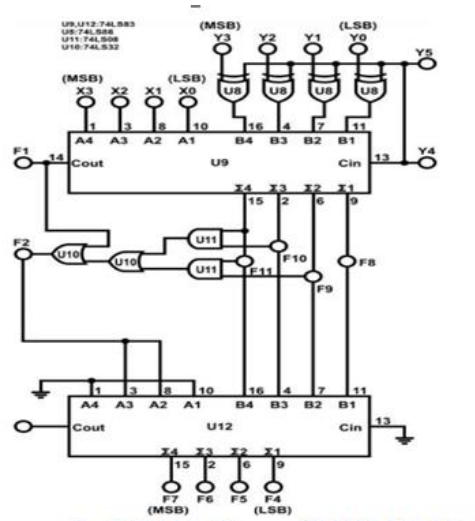 U9,U12:74LS83
U8:74LS86
U11:74LS08
U10:74LS32
(MSB) (LSB)
Y3 Y2 Y1 Y0
Y5
U8 U8 U8 U8
(MSB) (LSB)
X3 X2 X1 X0
1 3 8 10 16 4 7 11
A4 A3 A2 A1 B4 B3 B2 B1
F1 14 Cout U9 Cin 13 Y4
Σ4 Σ3 Σ2 Σ1
15 2 6 9
U11
F2 U10 U10 F10
U11 F11 F8
F9
1 3 8 10 16 4 7 11
A4 A3 A2 A1 B4 B3 B2 B1
Cout U12 Cin 13
Σ4 Σ3 Σ2 Σ1
15 2 6 9
F7 F6 F5 F4
(MSB) (LSB)